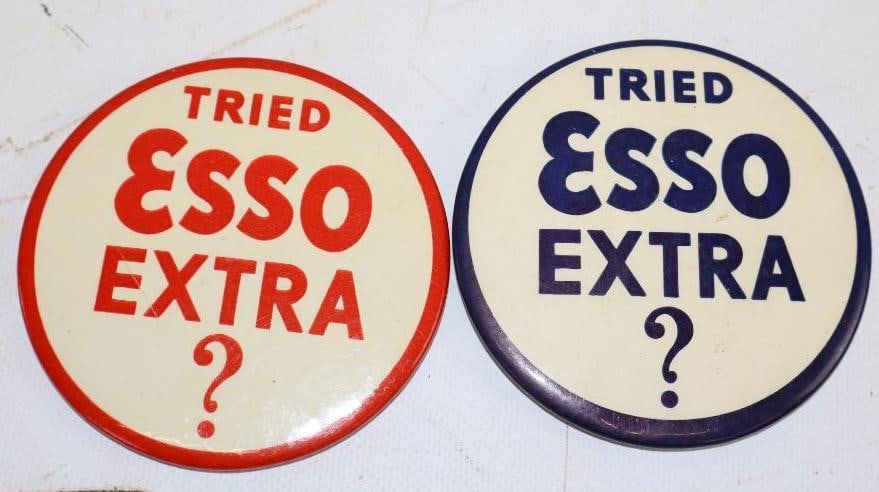 TRIED
Esso
EXTRA
?
TRIED
Esso
EXTRA
?